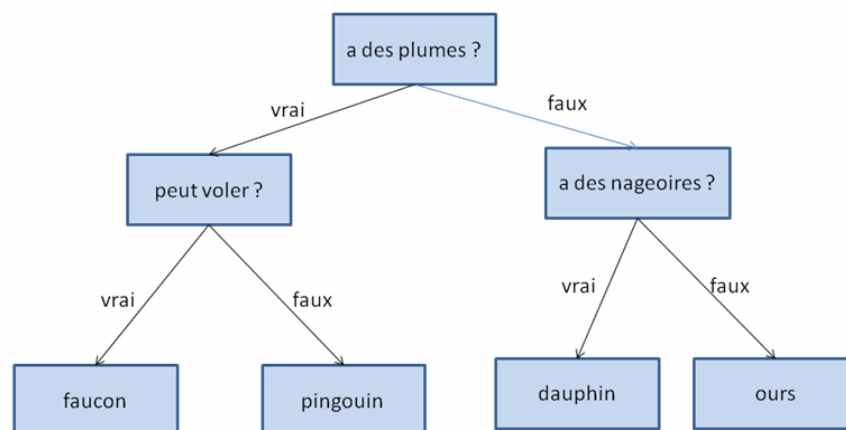 a des plumes ?
vrai
faux
peut voler ?
a des nageoires ?
vrai
faux
vrai
faux
faucon
pingouin
dauphin
ours